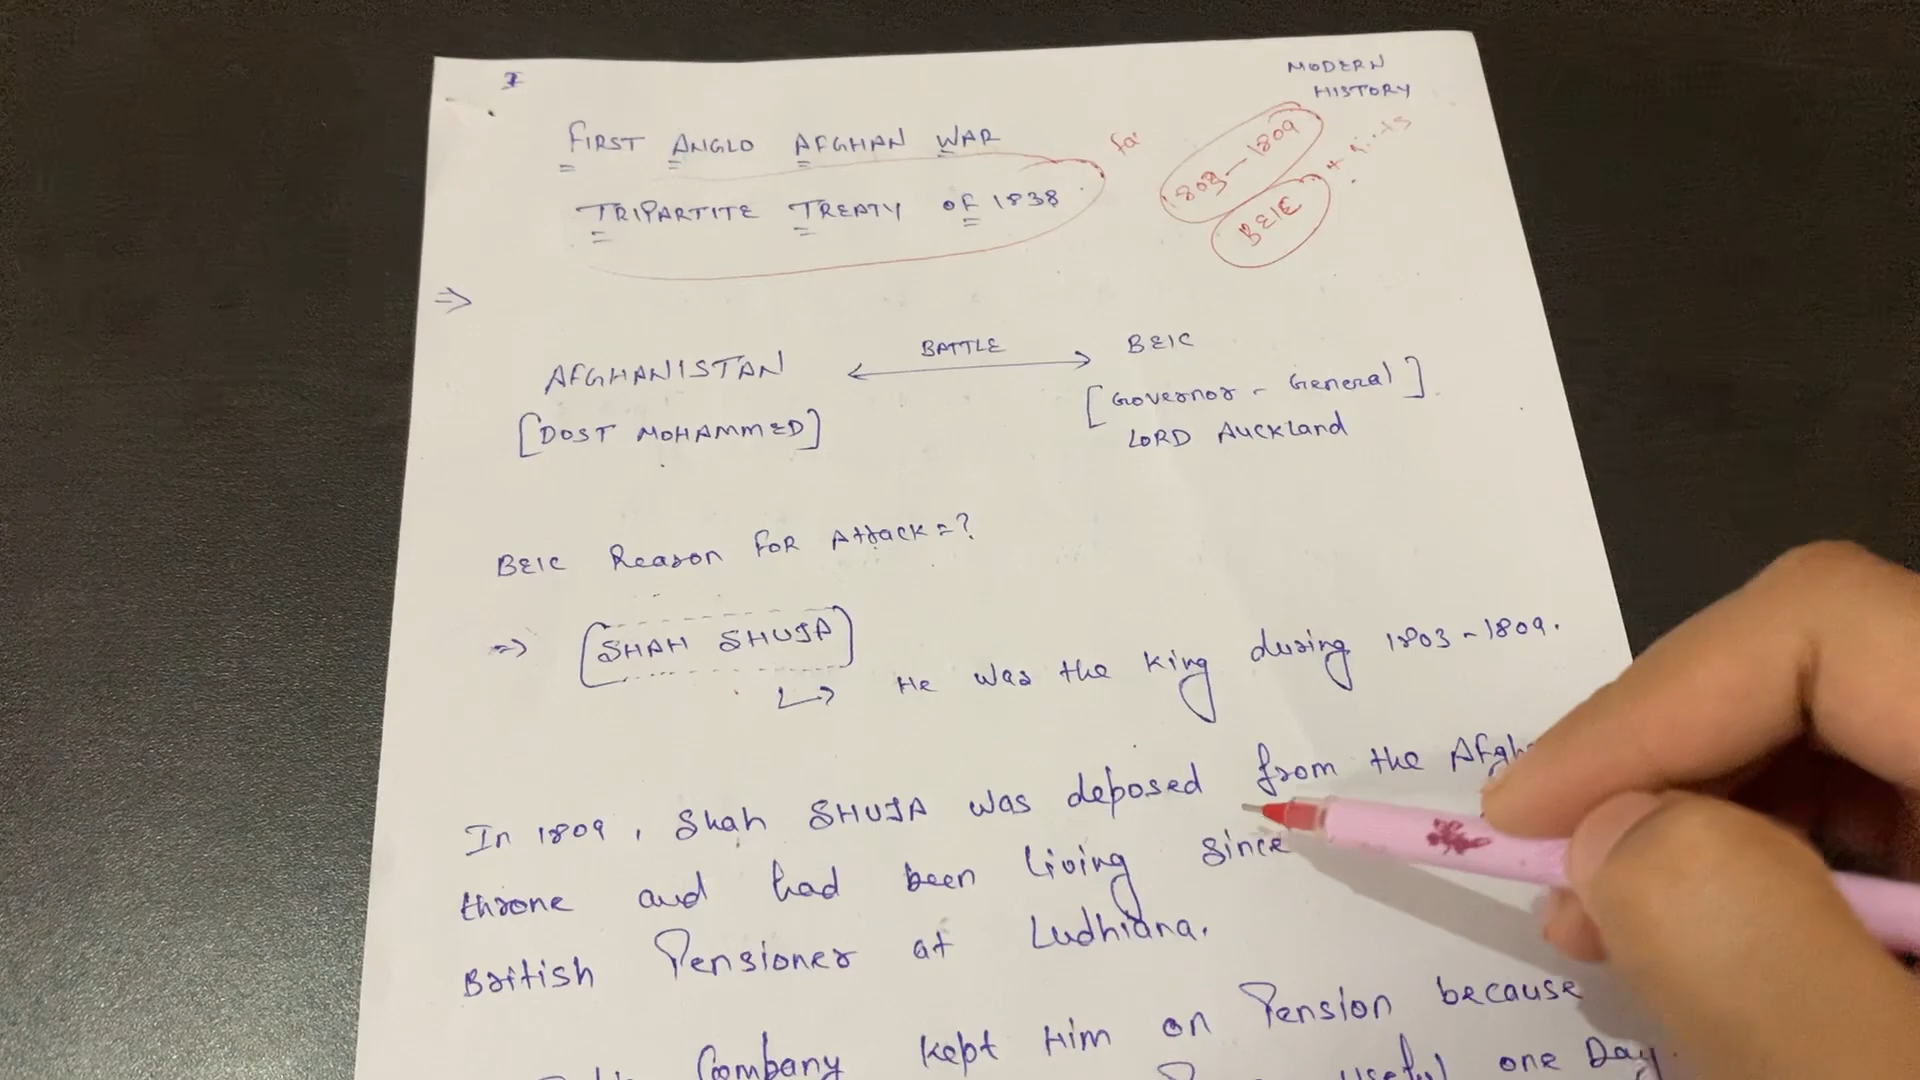 MODERN
HISTORY
FIRST ANGLO AFGHAN WAR
TRIPARTITE TREATY OF 1838
1803-1809
BEIC
⇒
AFGHANISTAN ⟷ BATTLE BEIC
[DOST MOHAMMED] [Governor - General]
LORD Auckland
BEIC Reason FOR Attack = ?
⇒ [SHAH SHUJA]
↳ He was the King during 1803-1809.
In 1809, Shah SHUJA was deposed from the
throne and had been living since
British Pensioner at Ludhiana.
Company kept Him on Pension because
useful one Day.